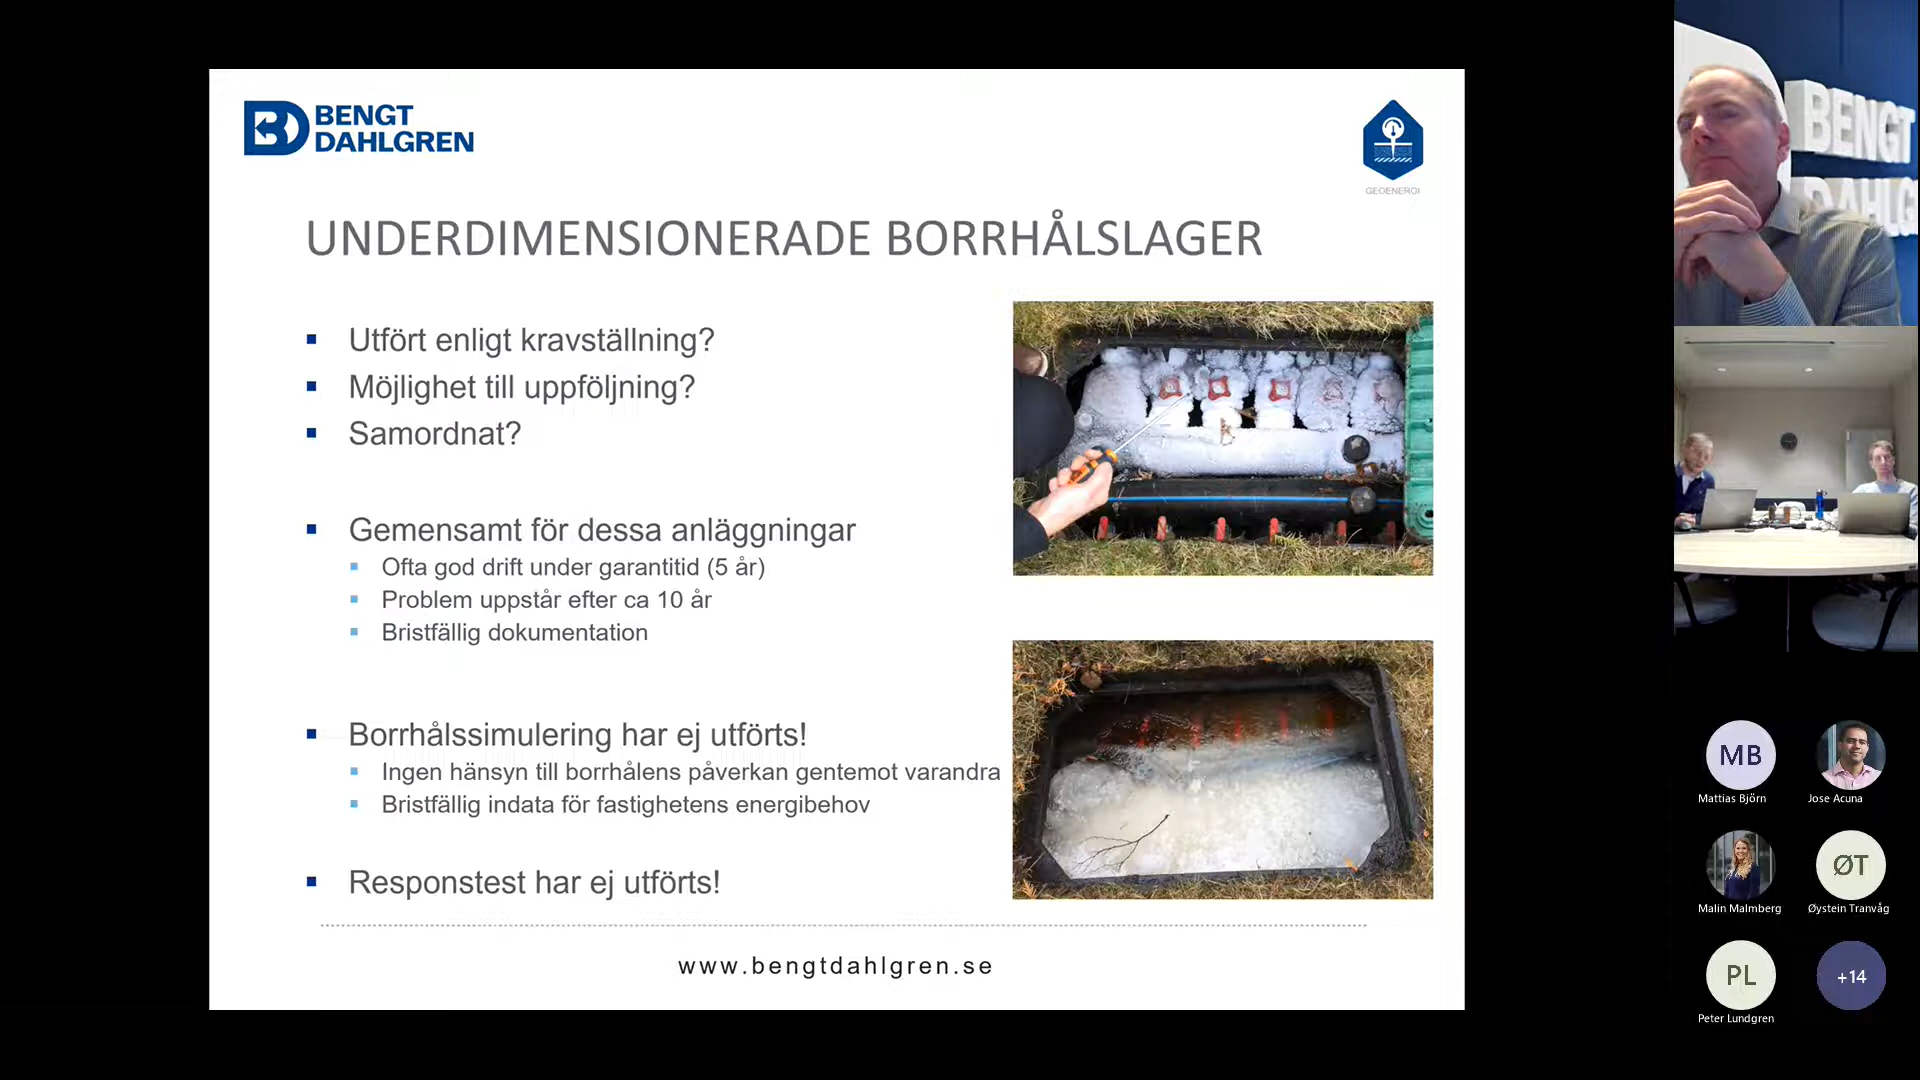 BENGT
DAHLGREN
GEOENERGI
UNDERDIMENSIONERADE BORRHÅLSLAGER
Utfört enligt kravställning?
Möjlighet till uppföljning?
Samordnat?
Gemensamt för dessa anläggningar
Ofta god drift under garantitid (5 år)
Problem uppstår efter ca 10 år
Bristfällig dokumentation
Borrhålssimulering har ej utförts!
Ingen hänsyn till borrhålens påverkan gentemot varandra
Bristfällig indata för fastighetens energibehov
Responstest har ej utförts!
www.bengtdahlgren.se
BENGT
DAHLG
MB
Mattias Björn
Jose Acuna
Malin Malmberg
ØT
Øystein Tranvåg
PL
Peter Lundgren
+14